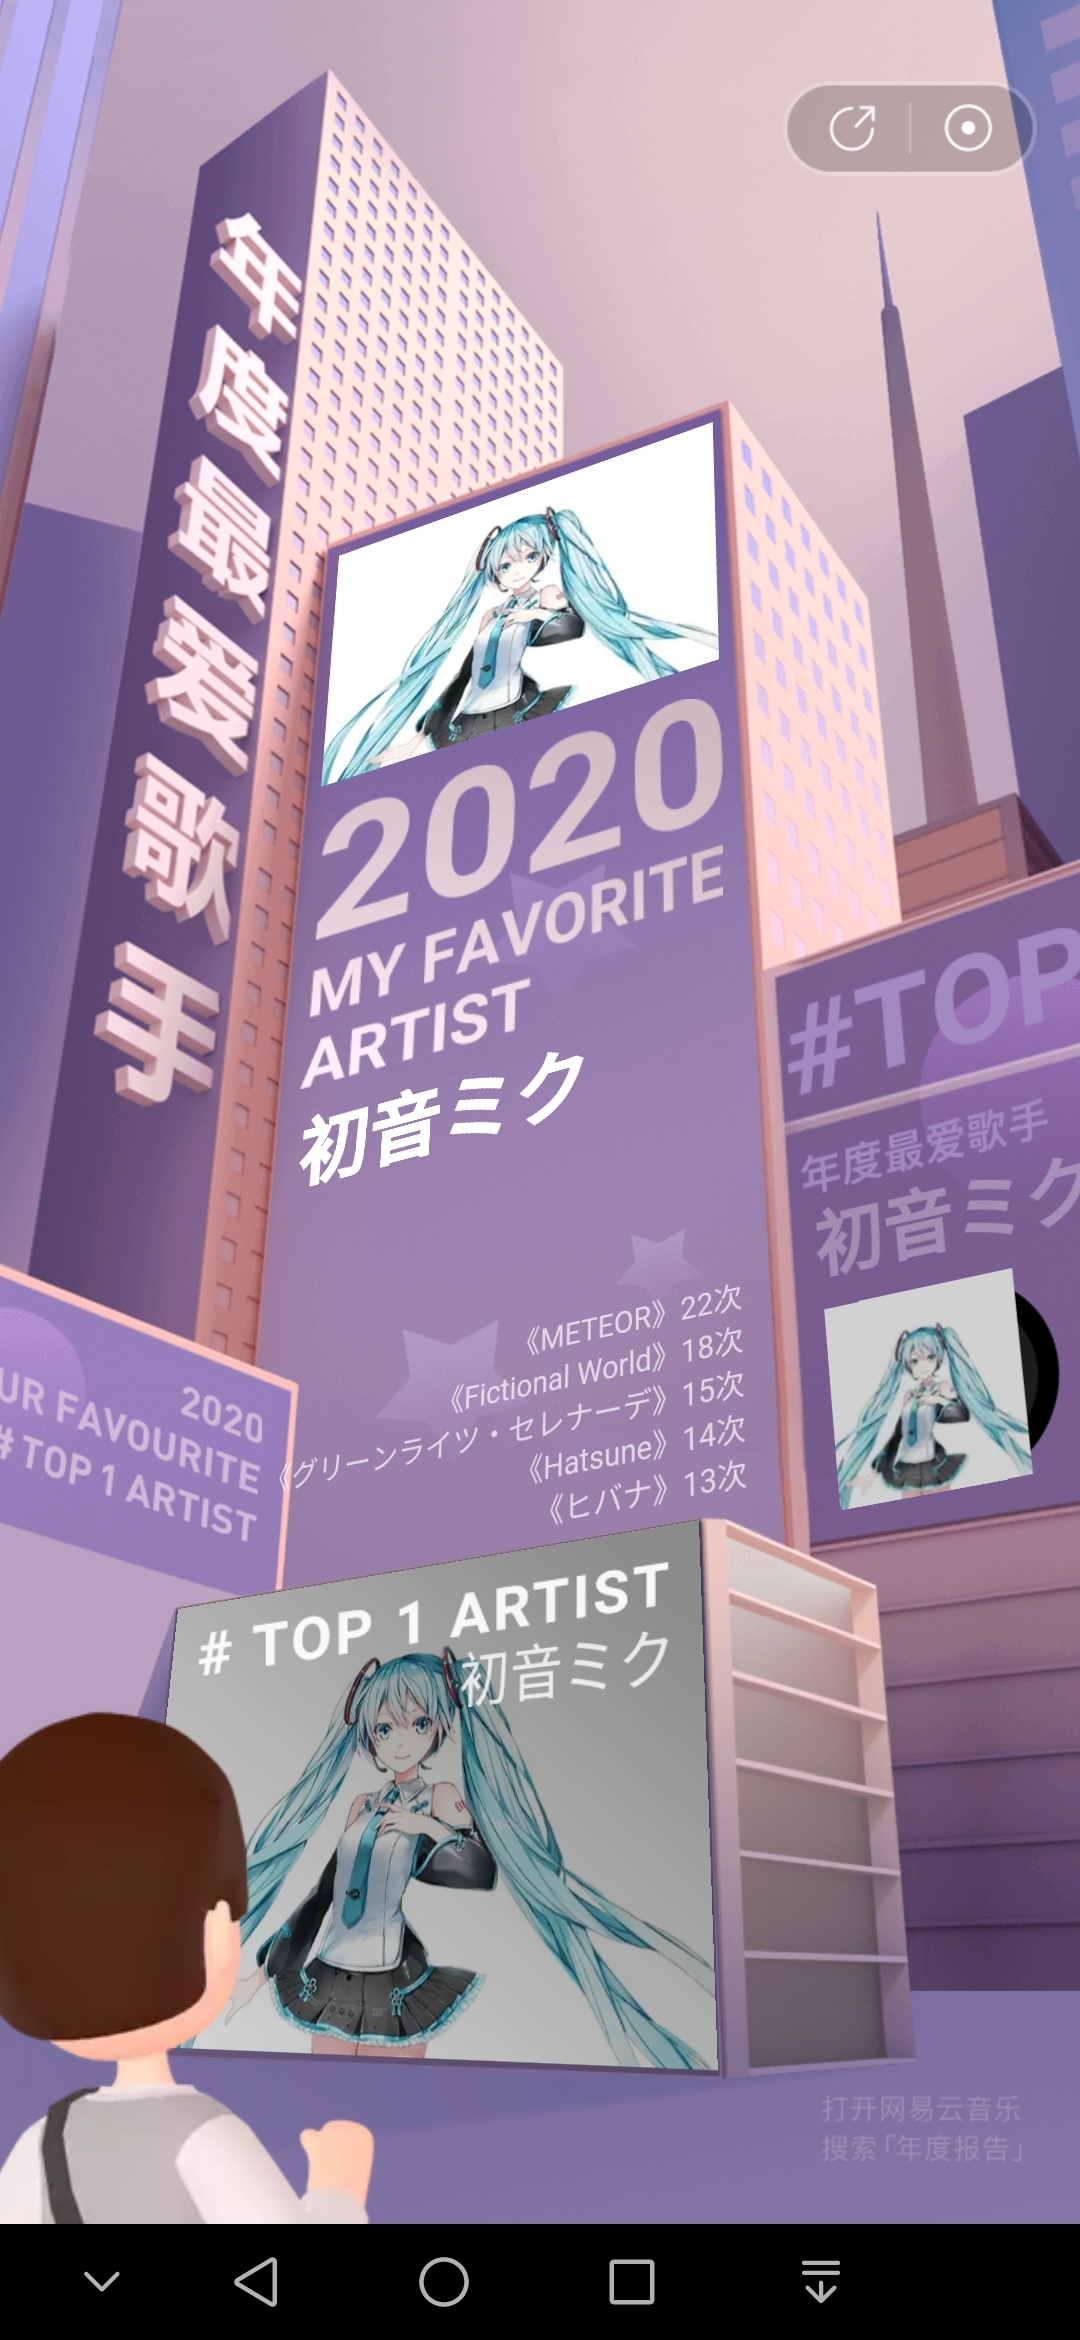 年度最爱歌手
2020
MY FAVORITE
ARTIST
初音ミク
#TOP
年度最爱歌手
初音ミク
《METEOR》22次
《Fictional World》18次
《グリーンライツ・セレナーデ》15次
《Hatsune》14次
《ヒバナ》13次
2020
UR FAVOURITE
# TOP 1 ARTIST
# TOP 1 ARTIST
初音ミク
打开网易云音乐
搜索「年度报告」